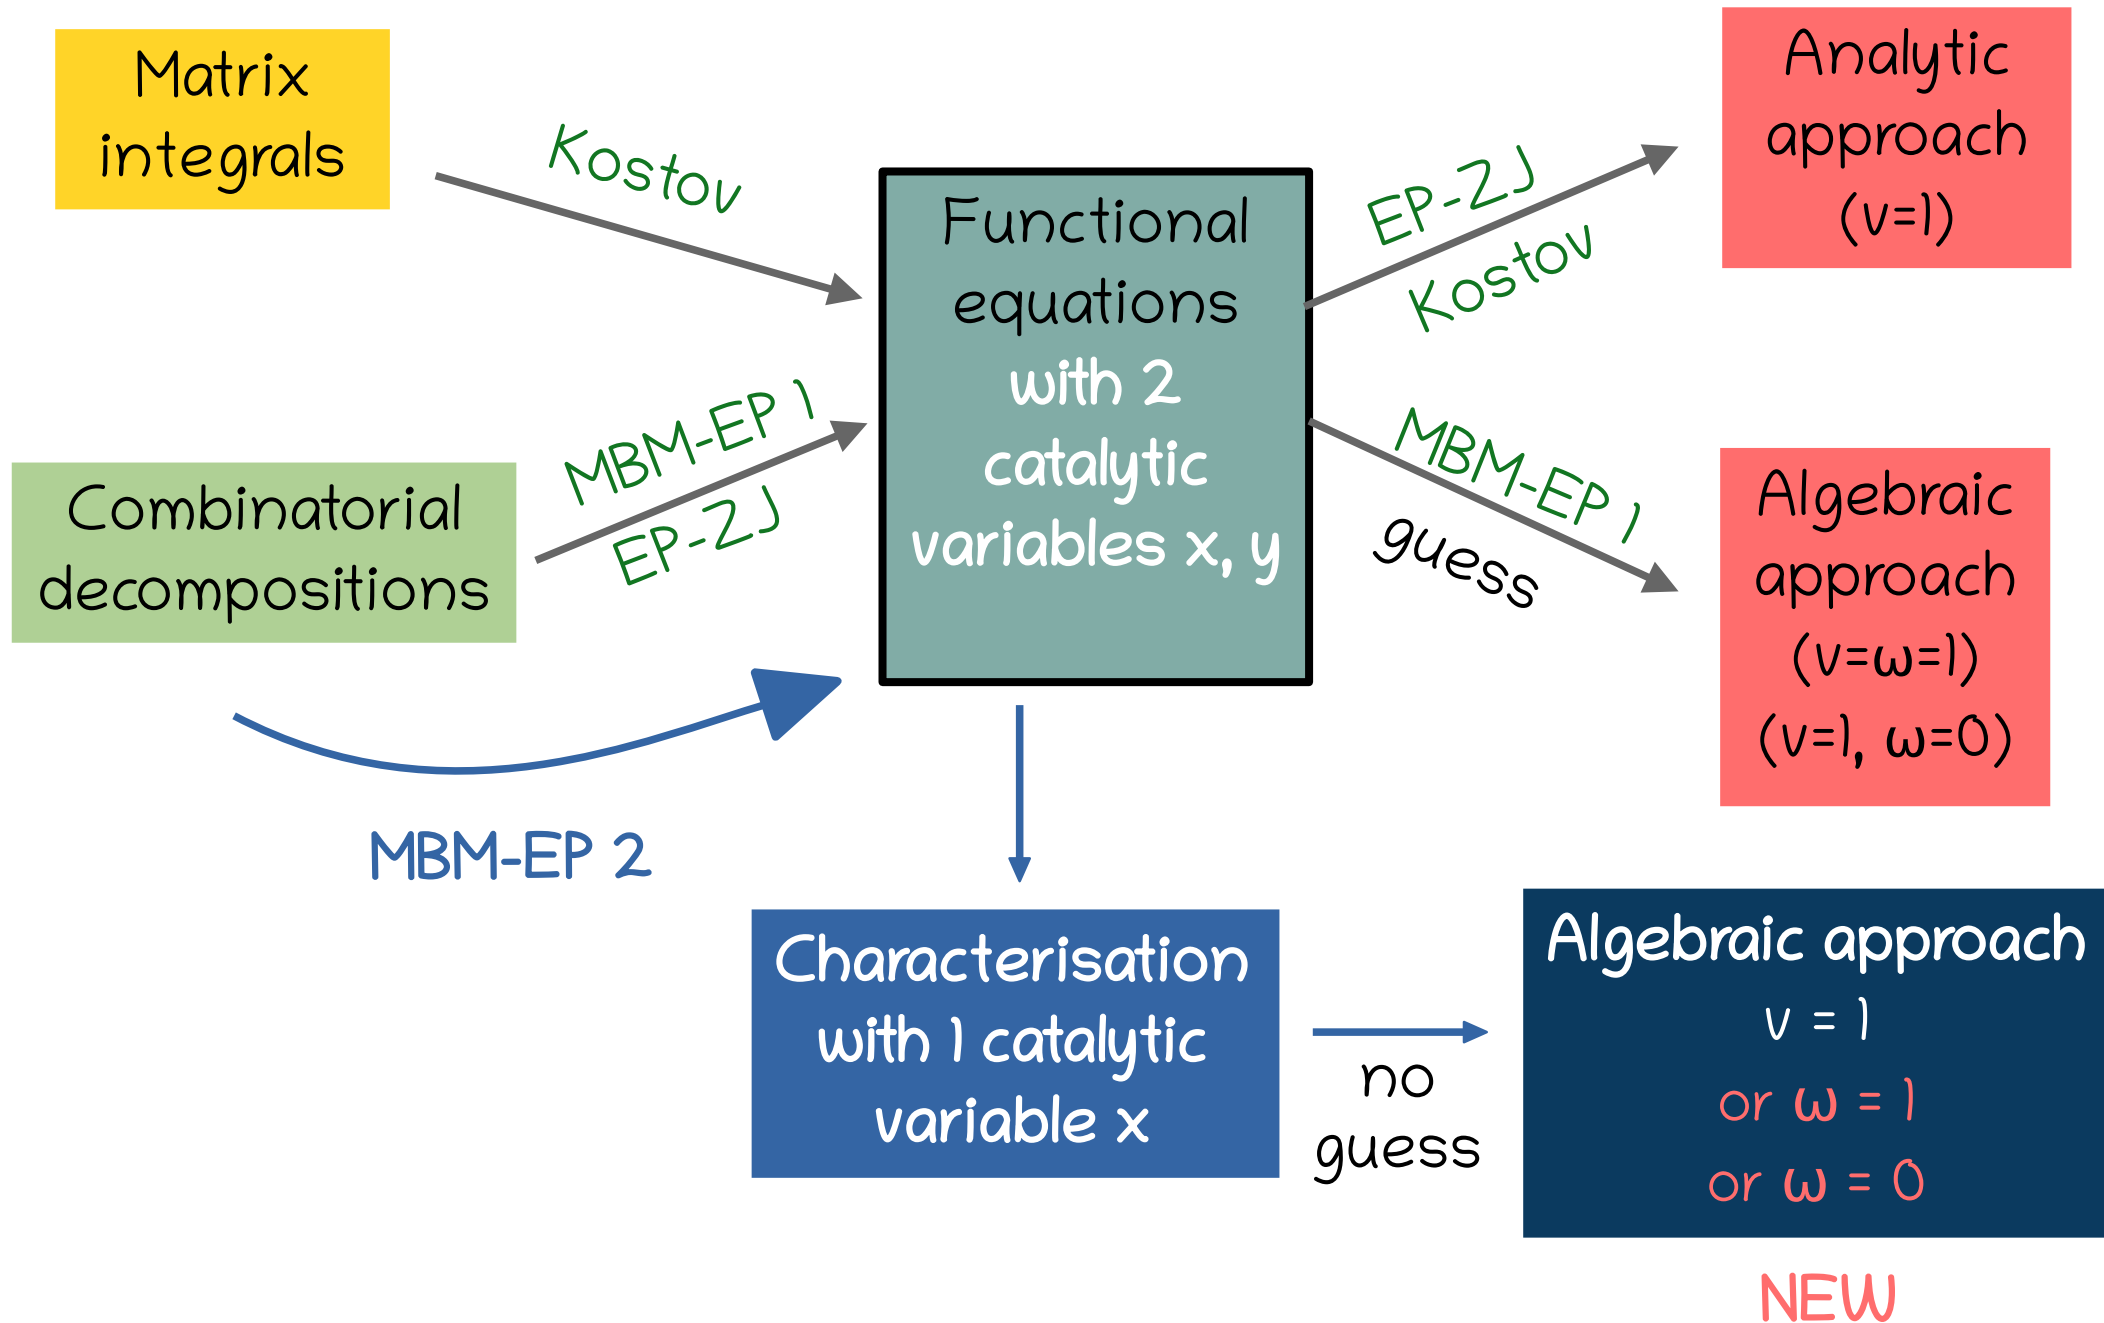 Matrix
integrals
Kostov
Functional
equations
with 2
catalytic
variables x, y
EP-ZJ
Kostov
Analytic
approach
(v=1)
Combinatorial
decompositions
MBM-EP 1
EP-ZJ
MBM-EP 1
guess
Algebraic
approach
(v=ω=1)
(v=1, ω=0)
MBM-EP 2
Characterisation
with 1 catalytic
variable x
no
guess
Algebraic approach
v = 1
or ω = 1
or ω = 0
NEW